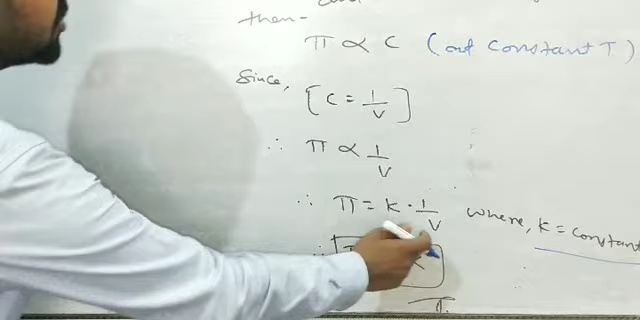 then-
π ∝ C (at constant T)
Since, [C = 1/V]
∴ π ∝ 1/V
∴ π = K · 1/V where, K = constant
∴
π